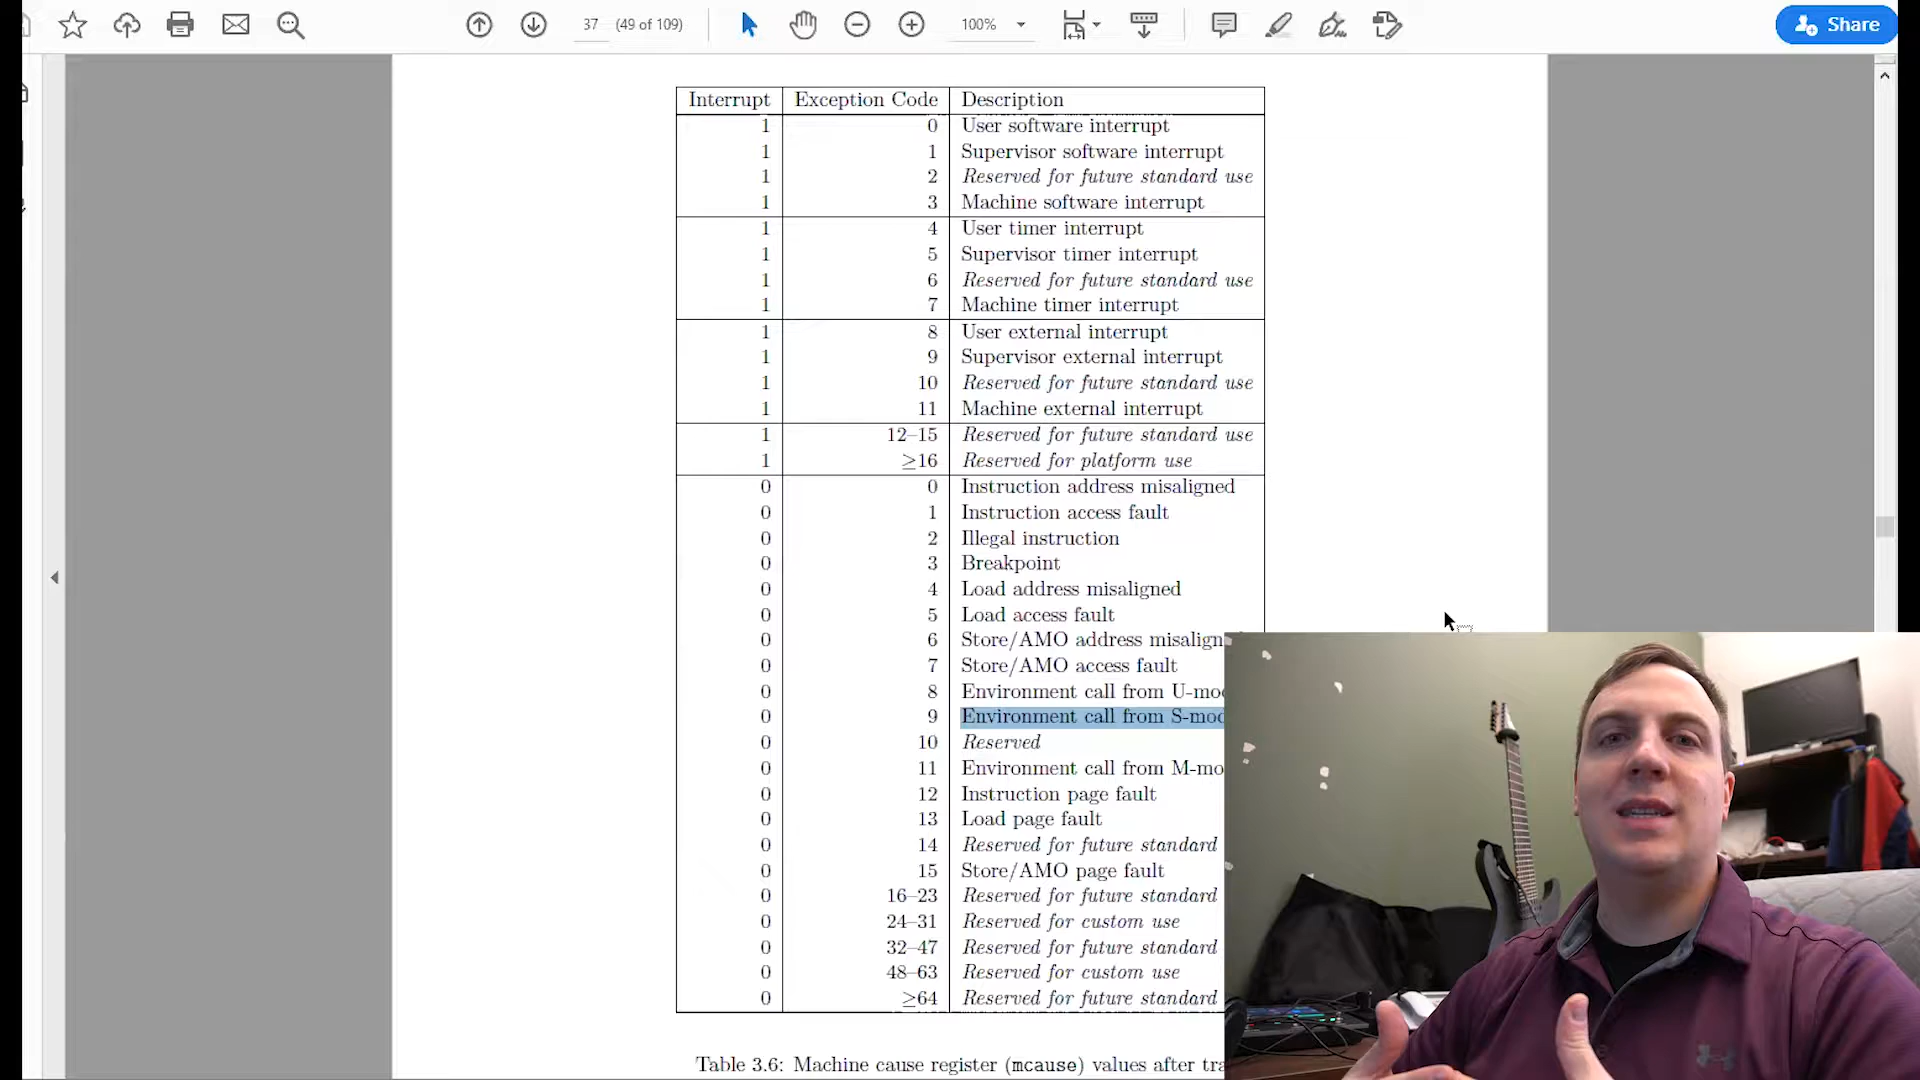 37 (49 of 109) 100% Share
Interrupt Exception Code Description
1 0 User software interrupt
1 1 Supervisor software interrupt
1 2 Reserved for future standard use
1 3 Machine software interrupt
1 4 User timer interrupt
1 5 Supervisor timer interrupt
1 6 Reserved for future standard use
1 7 Machine timer interrupt
1 8 User external interrupt
1 9 Supervisor external interrupt
1 10 Reserved for future standard use
1 11 Machine external interrupt
1 12–15 Reserved for future standard use
1 ≥16 Reserved for platform use
0 0 Instruction address misaligned
0 1 Instruction access fault
0 2 Illegal instruction
0 3 Breakpoint
0 4 Load address misaligned
0 5 Load access fault
0 6 Store/AMO address misalign
0 7 Store/AMO access fault
0 8 Environment call from U-mo
0 9 Environment call from S-mo
0 10 Reserved
0 11 Environment call from M-mo
0 12 Instruction page fault
0 13 Load page fault
0 14 Reserved for future standard
0 15 Store/AMO page fault
0 16–23 Reserved for future standard
0 24–31 Reserved for custom use
0 32–47 Reserved for future standard
0 48–63 Reserved for custom use
0 ≥64 Reserved for future standard
Table 3.6: Machine cause register (mcause) values after tra